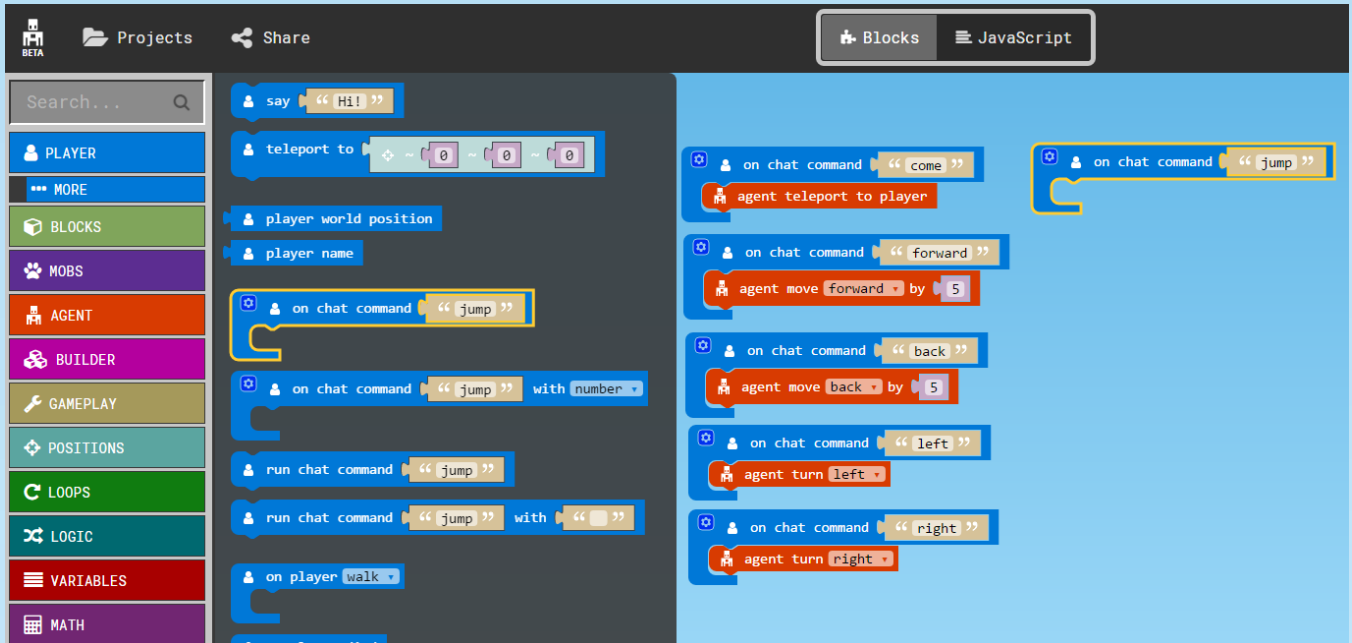 BETA
Projects
Share
Blocks
JavaScript
Search...
PLAYER
••• MORE
BLOCKS
MOBS
AGENT
BUILDER
GAMEPLAY
POSITIONS
LOOPS
LOGIC
VARIABLES
MATH
say “ Hi! ”
teleport to ~ 0 ~ 0 ~ 0
player world position
player name
on chat command “ jump ”
on chat command “ jump ” with number
run chat command “ jump ”
run chat command “ jump ” with “ ”
on player walk
on chat command “ come ”
agent teleport to player
on chat command “ forward ”
agent move forward by 5
on chat command “ back ”
agent move back by 5
on chat command “ left ”
agent turn left
on chat command “ right ”
agent turn right
on chat command “ jump ”